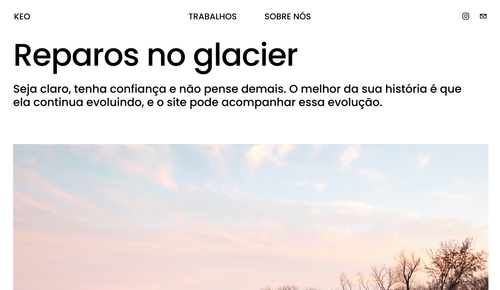 KEO
TRABALHOS
SOBRE NÓS
Reparos no glacier
Seja claro, tenha confiança e não pense demais. O melhor da sua história é que
ela continua evoluindo, e o site pode acompanhar essa evolução.